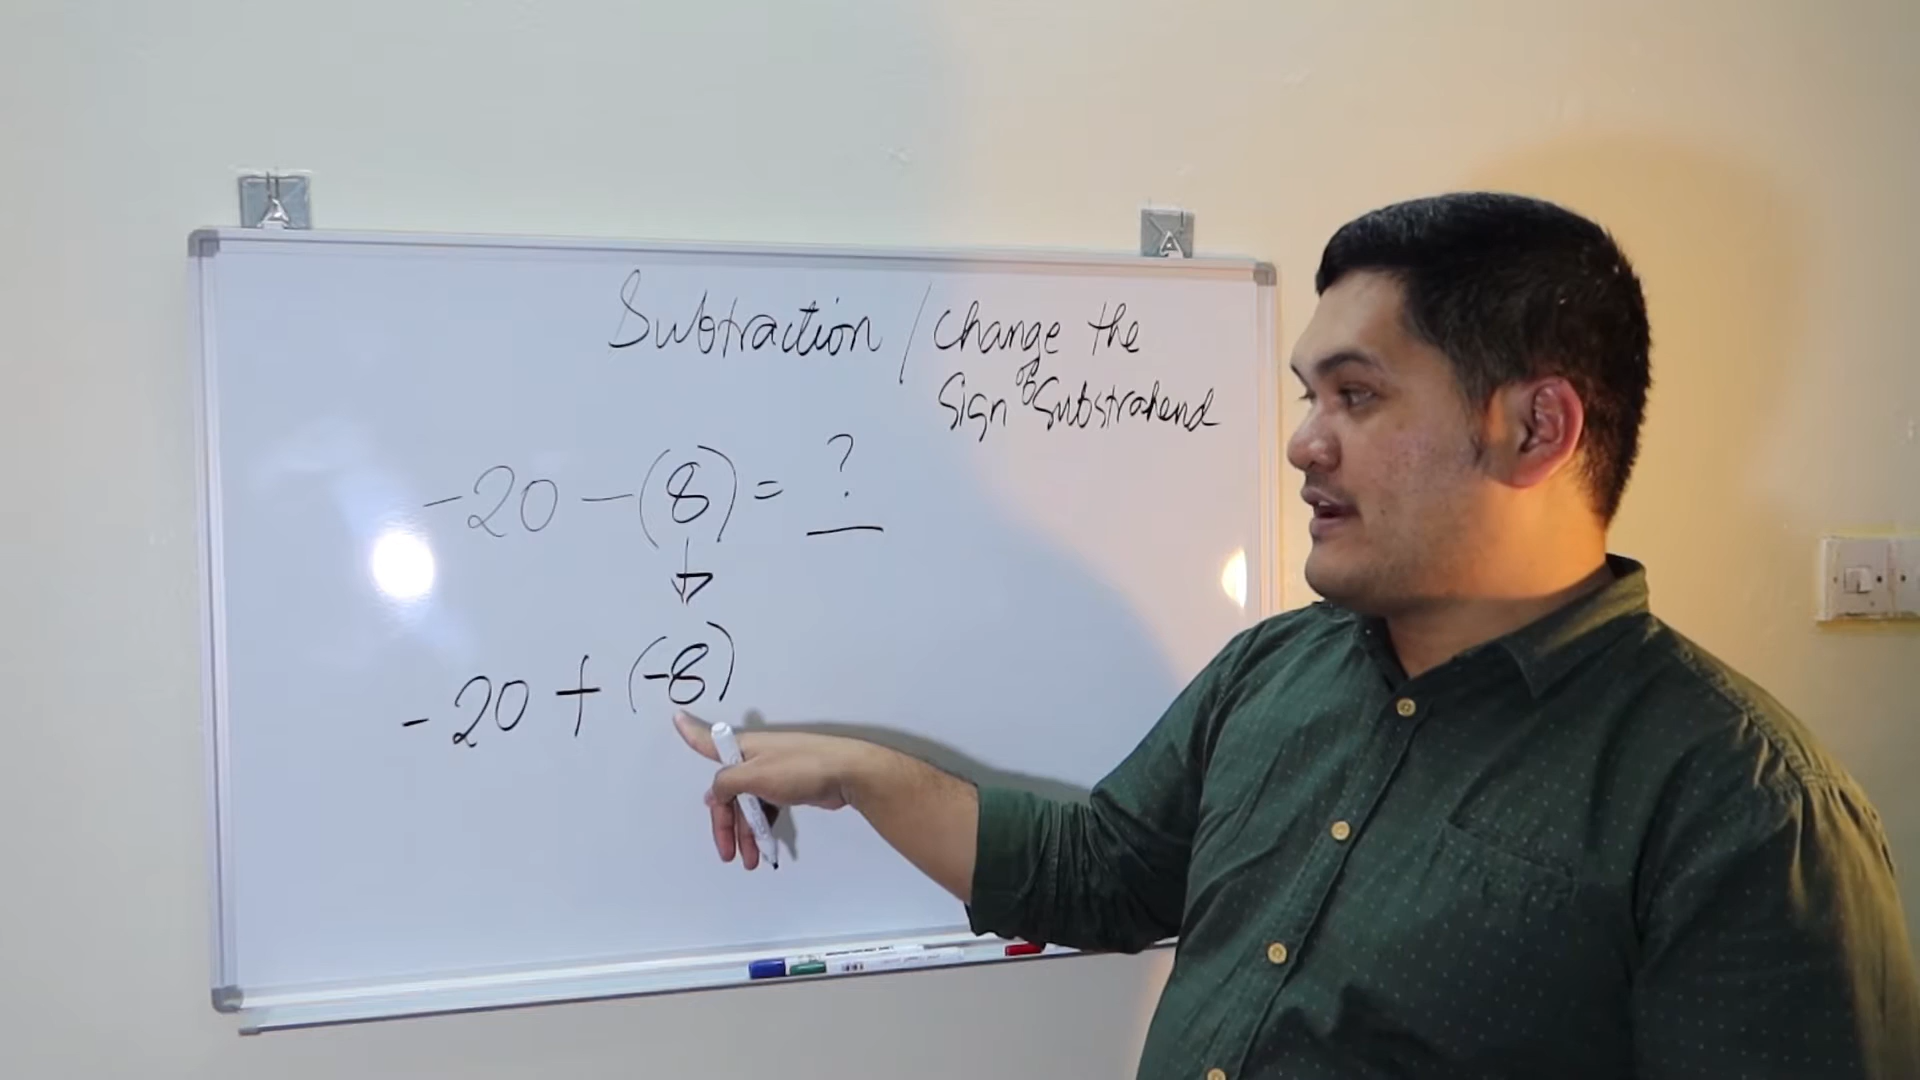 Subtraction / Change the
Sign of Substrahend
-20 - (8) = ?
-20 + (-8)